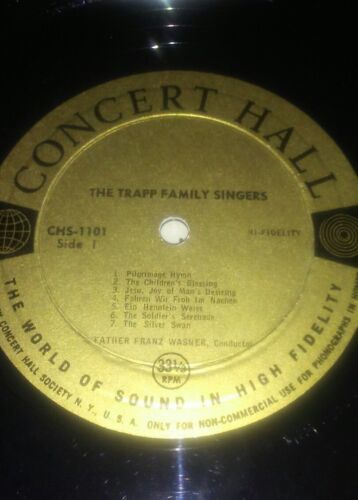 CONCERT HALL
THE TRAPP FAMILY SINGERS
CHS-1101
Side 1
HI-FIDELITY
1. Pilgrimage Hymn
2. The Children's Blessing
3. Jesu, Joy of Man's Desiring
4. Fahren Wir Froh im Nachen
5. Ein Hennlein Weiss
6. The Soldier's Serenade
7. The Silver Swan
FATHER FRANZ WASNER, Conductor
33⅓
RPM
THE WORLD OF SOUND IN HIGH FIDELITY
CONCERT HALL SOCIETY N. Y., U. S. A. ONLY FOR NON-COMMERCIAL USE FOR PHONOGRAPHS IN HOMES